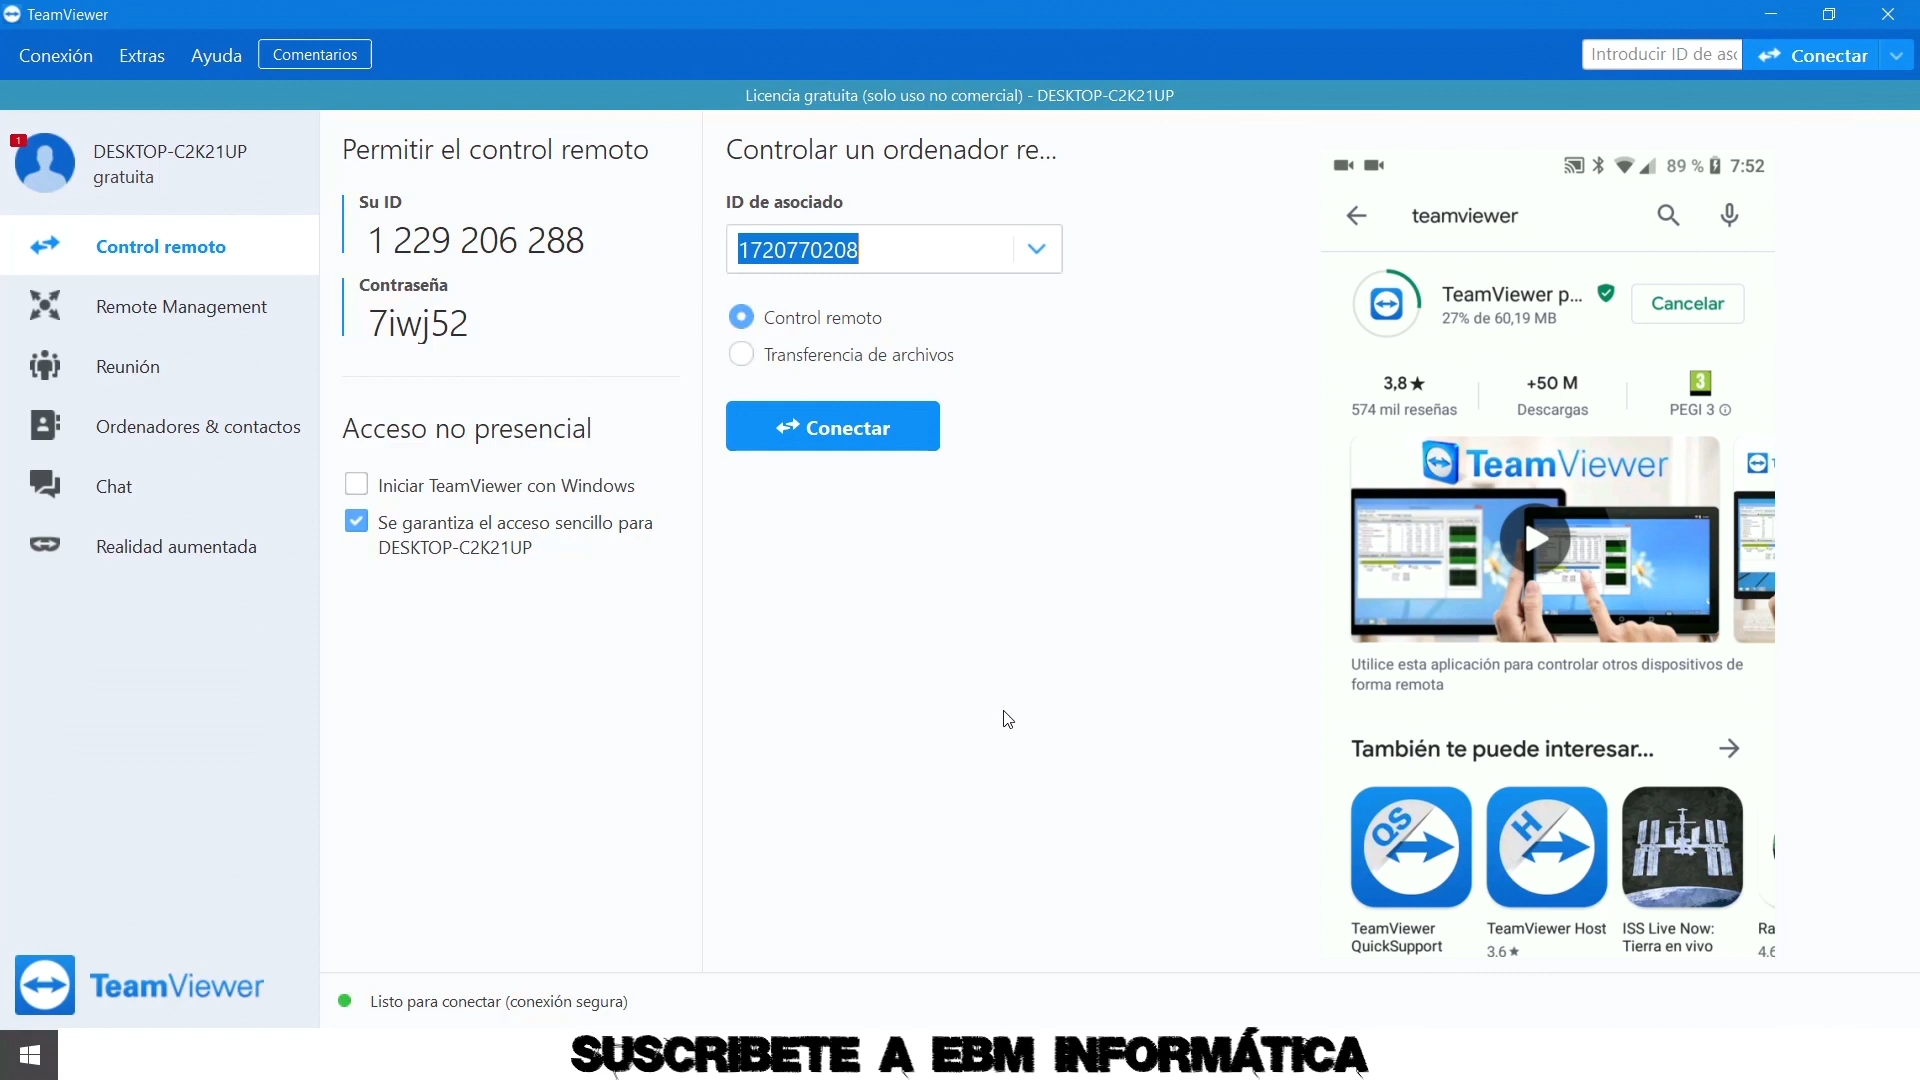 TeamViewer
Conexión Extras Ayuda Comentarios
Introducir ID de aso
Conectar
Licencia gratuita (solo uso no comercial) - DESKTOP-C2K21UP
1
DESKTOP-C2K21UP
gratuita
Control remoto
Remote Management
Reunión
Ordenadores & contactos
Chat
Realidad aumentada
TeamViewer
Permitir el control remoto
Su ID
1 229 206 288
Contraseña
7iwj52
Acceso no presencial
Iniciar TeamViewer con Windows
Se garantiza el acceso sencillo para
DESKTOP-C2K21UP
Controlar un ordenador re...
ID de asociado
1720770208
Control remoto
Transferencia de archivos
Conectar
Listo para conectar (conexión segura)
89 % 7:52
teamviewer
TeamViewer p...
27% de 60,19 MB
Cancelar
3,8★ +50 M 3
574 mil reseñas Descargas PEGI 3
TeamViewer
Utilice esta aplicación para controlar otros dispositivos de
forma remota
También te puede interesar...
QS H
TeamViewer
QuickSupport
TeamViewer Host
3.6★
ISS Live Now:
Tierra en vivo
Ra
4.6
SUSCRIBETE A EBM INFORMÁTICA